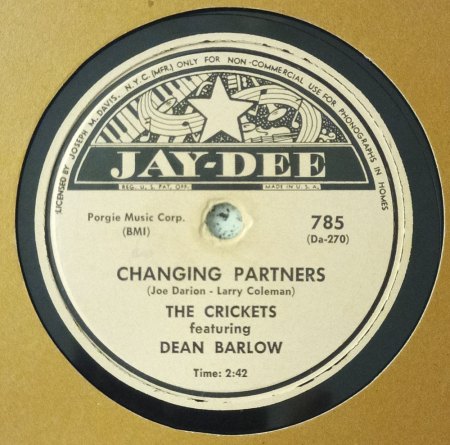 LICENSED BY JOSEPH M. DAVIS, N.Y.C. (MFR.) ONLY FOR NON-COMMERCIAL USE FOR PHONOGRAPHS IN HOMES
JAY-DEE
REG. U.S. PAT. OFF. MADE IN U.S.A.
Porgie Music Corp.
(BMI)
785
(Da-270)
CHANGING PARTNERS
(Joe Darion - Larry Coleman)
THE CRICKETS
featuring
DEAN BARLOW
Time: 2:42